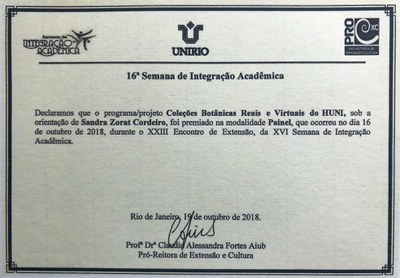 Semana de
INTEGRAÇÃO
ACADÊMICA
UNIRIO
PRO
EXC
16ª Semana de Integração Acadêmica
Declaramos que o programa/projeto Coleções Botânicas Reais e Virtuais do HUNI, sob a
orientação de Sandra Zorat Cordeiro, foi premiado na modalidade Painel, que ocorreu no dia 16
de outubro de 2018, durante o XXIII Encontro de Extensão, da XVI Semana de Integração
Acadêmica.
Rio de Janeiro, 19 de outubro de 2018.
Profª Drª Claudia Alessandra Fortes Aiub
Pró-Reitora de Extensão e Cultura